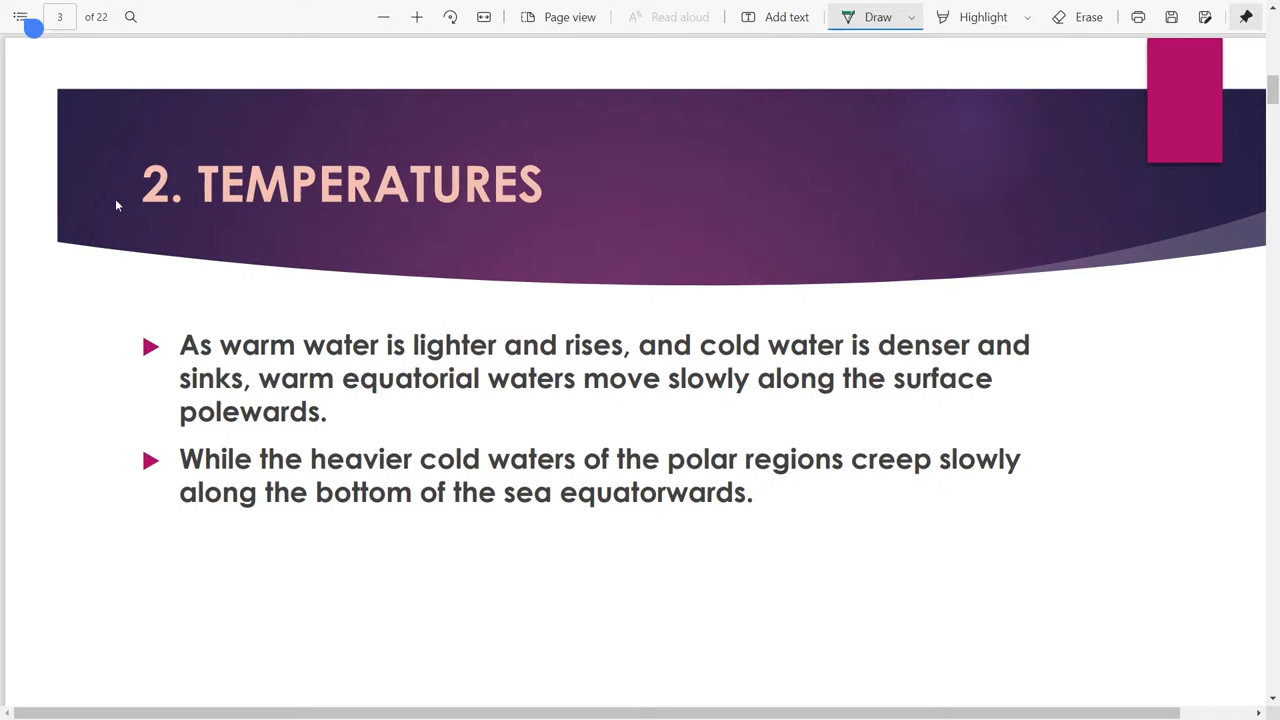 3 of 22 Page view Read aloud Add text Draw Highlight Erase
2. TEMPERATURES
As warm water is lighter and rises, and cold water is denser and
sinks, warm equatorial waters move slowly along the surface
polewards.
While the heavier cold waters of the polar regions creep slowly
along the bottom of the sea equatorwards.